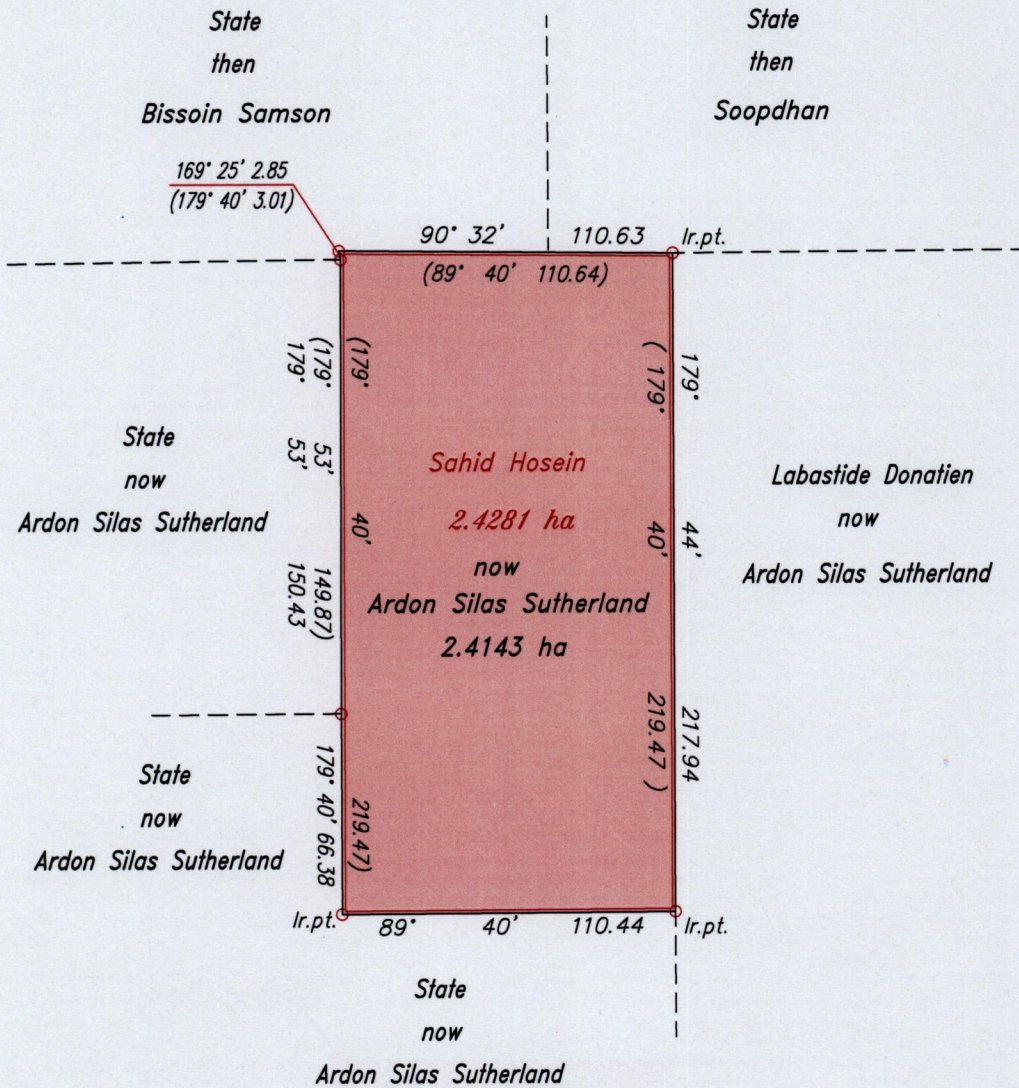 State
then
Bissoin Samson
State
then
Soopdhan
169° 25' 2.85
(179° 40' 3.01)
90° 32' 110.63
Ir.pt.
(89° 40' 110.64)
(179° 53' 149.87)
179° 53' 150.43
(179° 40' 219.47)
( 179° 40' 219.47 )
179° 44' 217.94
State
now
Ardon Silas Sutherland
Sahid Hosein
2.4281 ha
now
Ardon Silas Sutherland
2.4143 ha
Labastide Donatien
now
Ardon Silas Sutherland
State
now
Ardon Silas Sutherland
179° 40' 66.38
Ir.pt.
89° 40' 110.44
Ir.pt.
State
now
Ardon Silas Sutherland